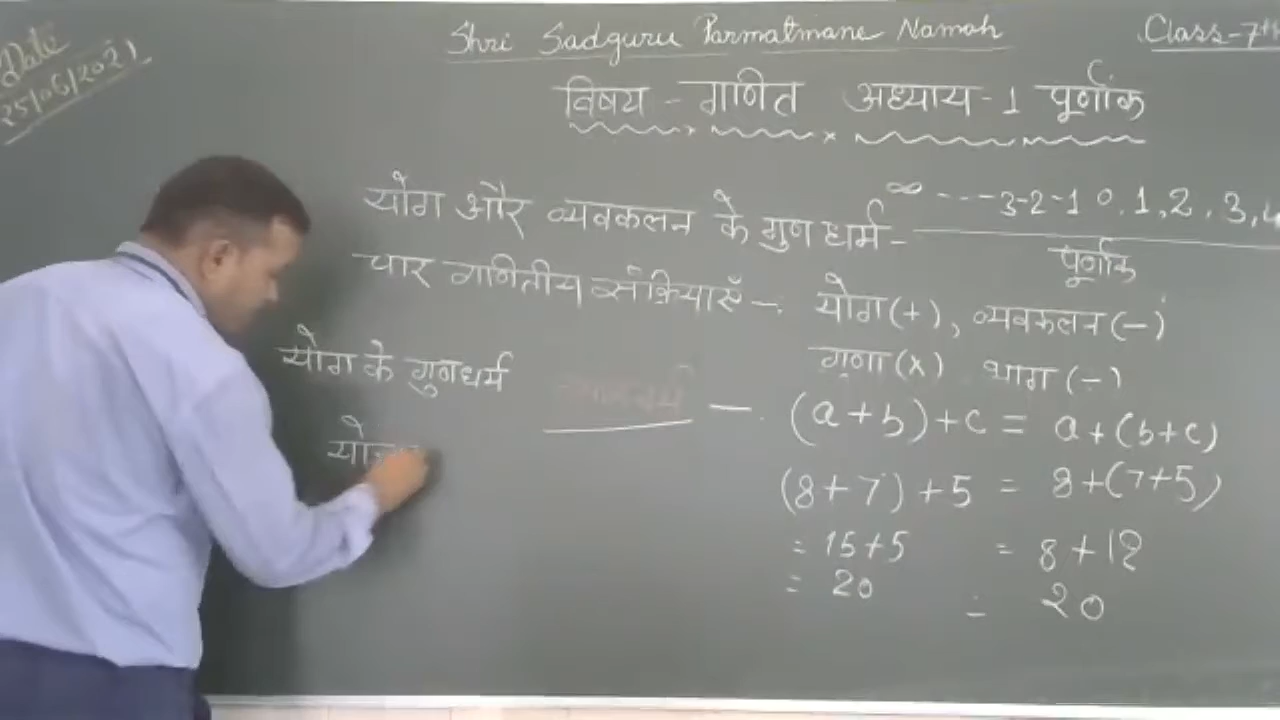 Shri Sadguru Parmatmane Namah
Class-7th
Date
25/06/2021
विषय - गणित अध्याय-1 पूर्णांक
∞ ---3-2-1 0,1,2,3,4
पूर्णांक
योग और व्यवकलन के गुणधर्म-
चार गणितीय संक्रियाएँ - योग(+), व्यवकलन(-)
गुणा(x) भाग(÷)
योग के गुणधर्म
(a+b)+c = a+(b+c)
(8+7)+5 = 8+(7+5)
= 15+5 = 8+12
= 20 = 20